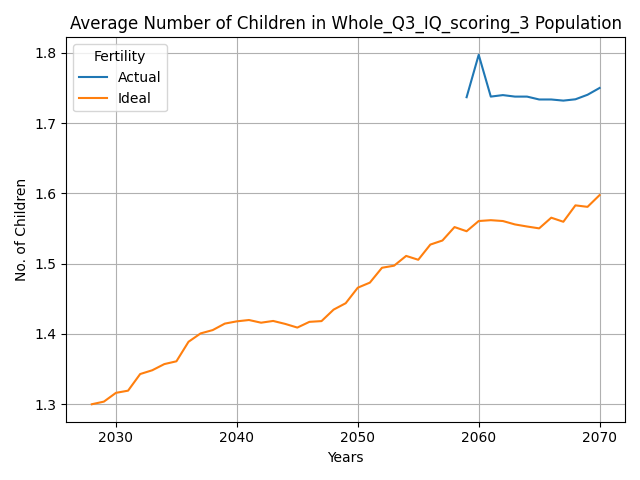 Average Number of Children in Whole_Q3_IQ_scoring_3 Population
Fertility
Actual
Ideal
No. of Children
1.8
1.7
1.6
1.5
1.4
1.3
2030 2040 2050 2060 2070
Years